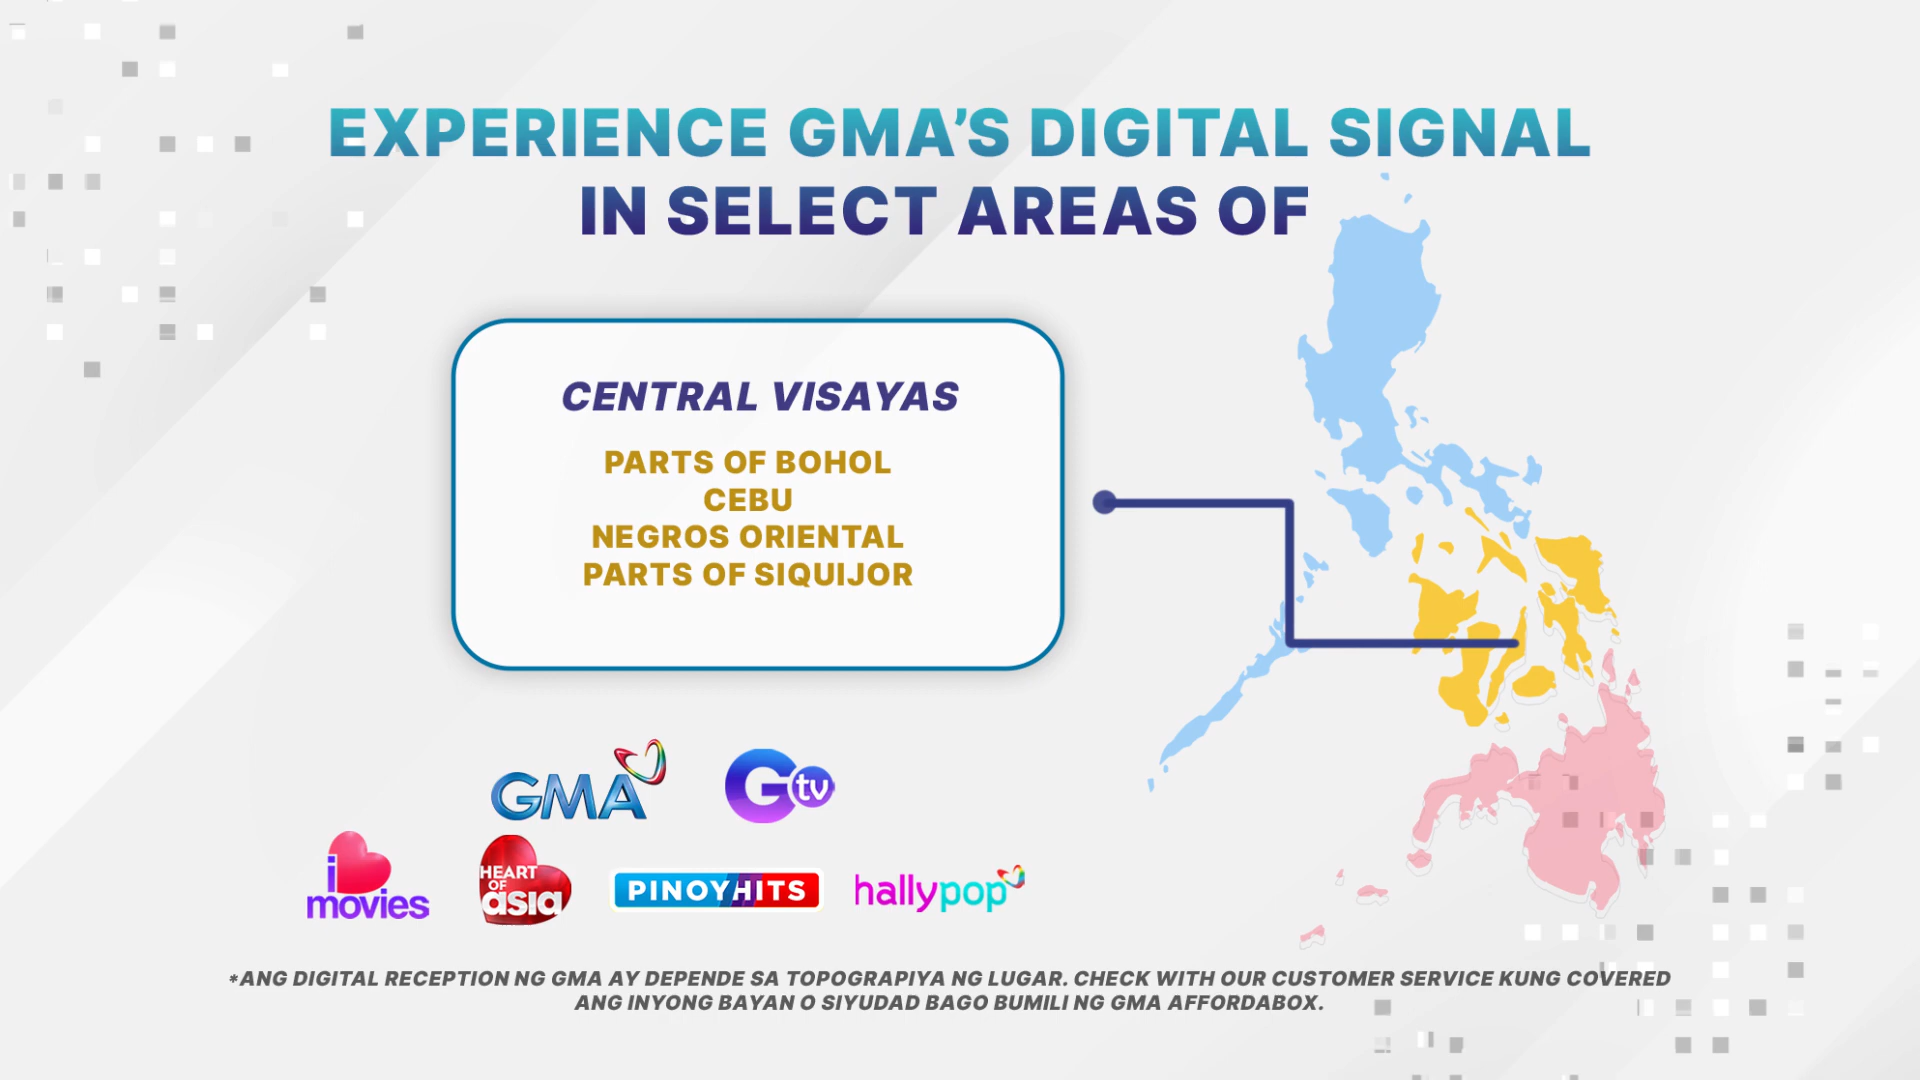 EXPERIENCE GMA'S DIGITAL SIGNAL
IN SELECT AREAS OF
CENTRAL VISAYAS
PARTS OF BOHOL
CEBU
NEGROS ORIENTAL
PARTS OF SIQUIJOR
GMA
Gtv
i
movies
HEART
OF
asia
PINOYHITS
hallypop
*ANG DIGITAL RECEPTION NG GMA AY DEPENDE SA TOPOGRAPIYA NG LUGAR. CHECK WITH OUR CUSTOMER SERVICE KUNG COVERED
ANG INYONG BAYAN O SIYUDAD BAGO BUMILI NG GMA AFFORDABOX.